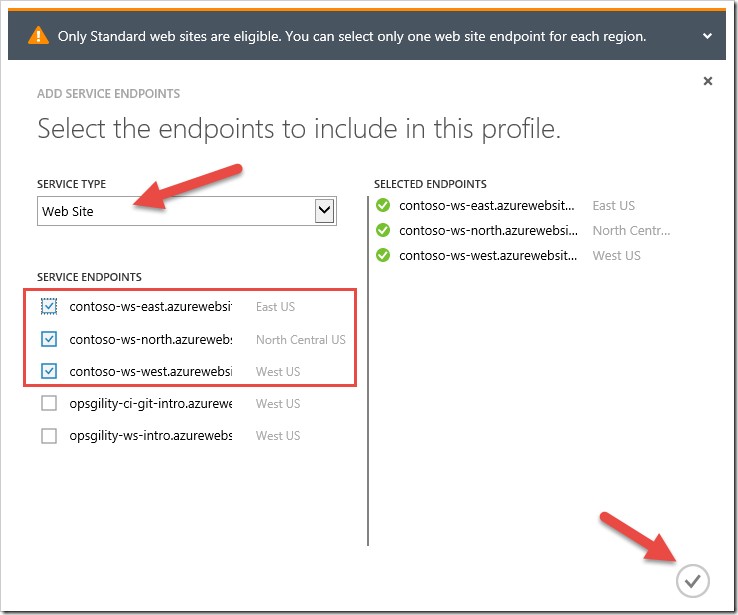 Only Standard web sites are eligible. You can select only one web site endpoint for each region.
ADD SERVICE ENDPOINTS
Select the endpoints to include in this profile.
SERVICE TYPE
Web Site
SERVICE ENDPOINTS
contoso-ws-east.azurewebsit East US
contoso-ws-north.azurewebs North Central US
contoso-ws-west.azurewebsi West US
opsgility-ci-git-intro.azurewe West US
opsgility-ws-intro.azurewebs West US
SELECTED ENDPOINTS
contoso-ws-east.azurewebsit... East US
contoso-ws-north.azurewebsi... North Centr...
contoso-ws-west.azurewebsit... West US